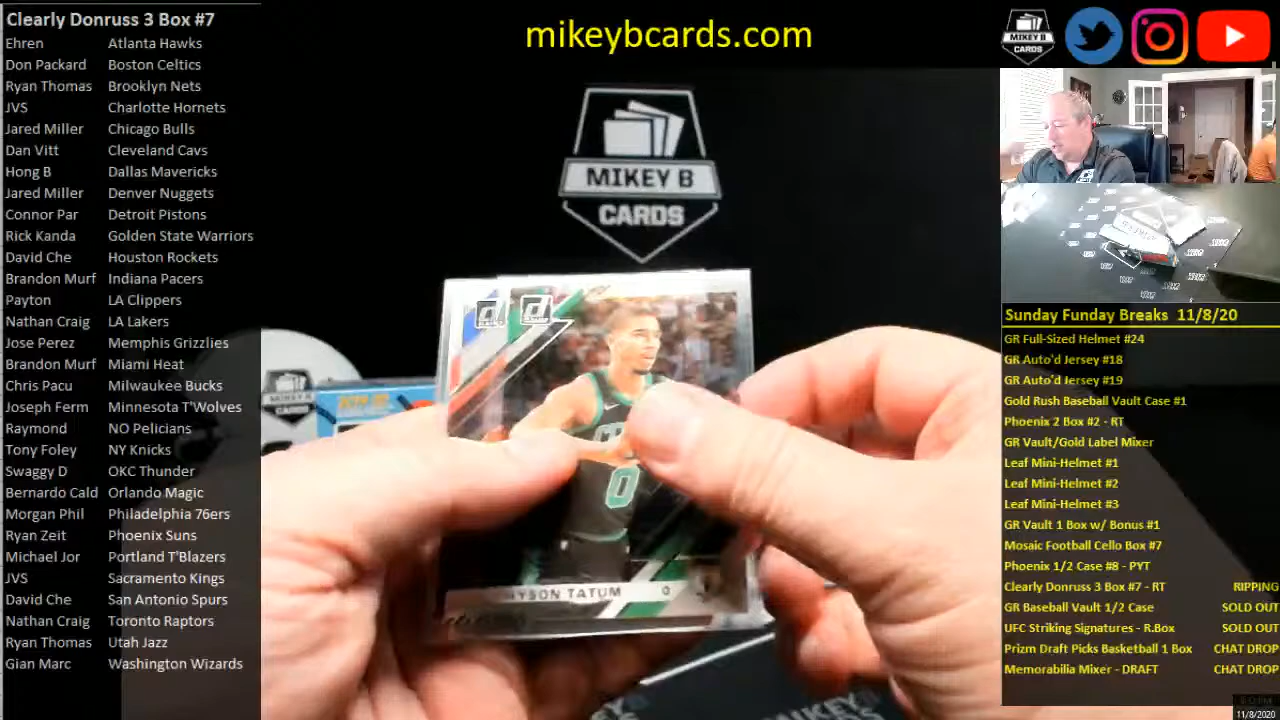 Clearly Donruss 3 Box #7
Ehren Atlanta Hawks
Don Packard Boston Celtics
Ryan Thomas Brooklyn Nets
JVS Charlotte Hornets
Jared Miller Chicago Bulls
Dan Vitt Cleveland Cavs
Hong B Dallas Mavericks
Jared Miller Denver Nuggets
Connor Par Detroit Pistons
Rick Kanda Golden State Warriors
David Che Houston Rockets
Brandon Murf Indiana Pacers
Payton LA Clippers
Nathan Craig LA Lakers
Jose Perez Memphis Grizzlies
Brandon Murf Miami Heat
Chris Pacu Milwaukee Bucks
Joseph Ferm Minnesota T'Wolves
Raymond NO Pelicians
Tony Foley NY Knicks
Swaggy D OKC Thunder
Bernardo Cald Orlando Magic
Morgan Phil Philadelphia 76ers
Ryan Zeit Phoenix Suns
Michael Jor Portland T'Blazers
JVS Sacramento Kings
David Che San Antonio Spurs
Nathan Craig Toronto Raptors
Ryan Thomas Utah Jazz
Gian Marc Washington Wizards
mikeybcards.com
MIKEY B
CARDS
0
YSON TATUM 0
MIKEY B
CARDS
Sunday Funday Breaks 11/8/20
GR Full-Sized Helmet #24
GR Auto'd Jersey #18
GR Auto'd Jersey #19
Gold Rush Baseball Vault Case #1
Phoenix 2 Box #2 - RT
GR Vault/Gold Label Mixer
Leaf Mini-Helmet #1
Leaf Mini-Helmet #2
Leaf Mini-Helmet #3
GR Vault 1 Box w/ Bonus #1
Mosaic Football Cello Box #7
Phoenix 1/2 Case #8 - PYT
Clearly Donruss 3 Box #7 - RT RIPPING
GR Baseball Vault 1/2 Case SOLD OUT
UFC Striking Signatures - R.Box SOLD OUT
Prizm Draft Picks Basketball 1 Box CHAT DROP
Memorabilia Mixer - DRAFT CHAT DROP
11/8/2020